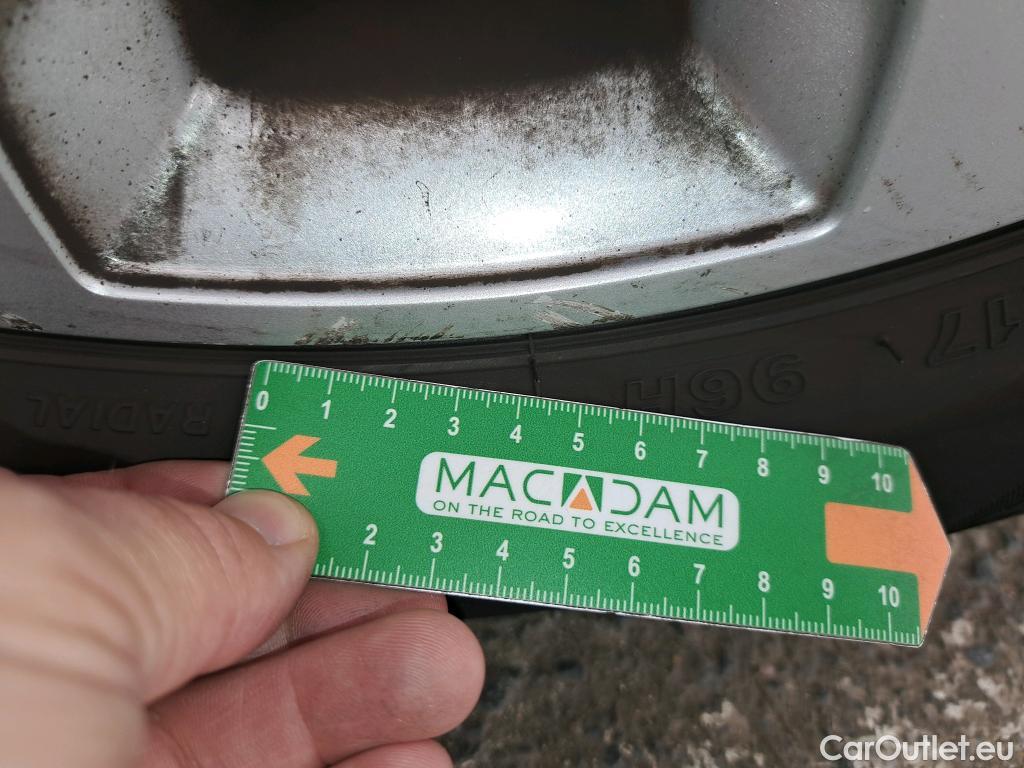 17
96H
RADIAL
0 1 2 3 4 5 6 7 8 9 10
MACADAM
ON THE ROAD TO EXCELLENCE
2 3 4 5 6 7 8 9 10
CarOutlet.eu